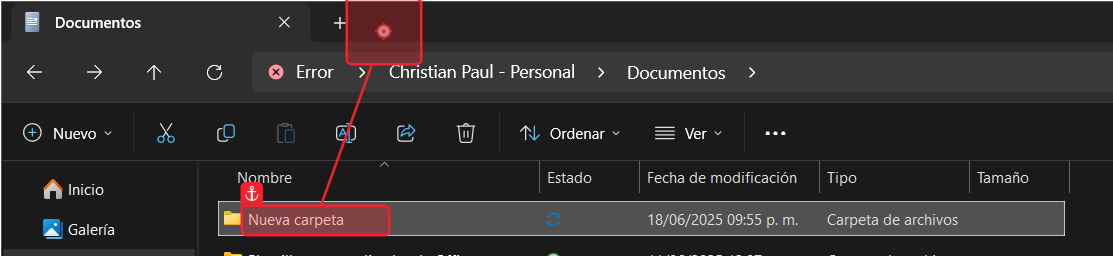 Documentos
Error > Christian Paul - Personal > Documentos >
Nuevo Ordenar Ver
Nombre Estado Fecha de modificación Tipo Tamaño
Inicio
Nueva carpeta 18/06/2025 09:55 p. m. Carpeta de archivos
Galería